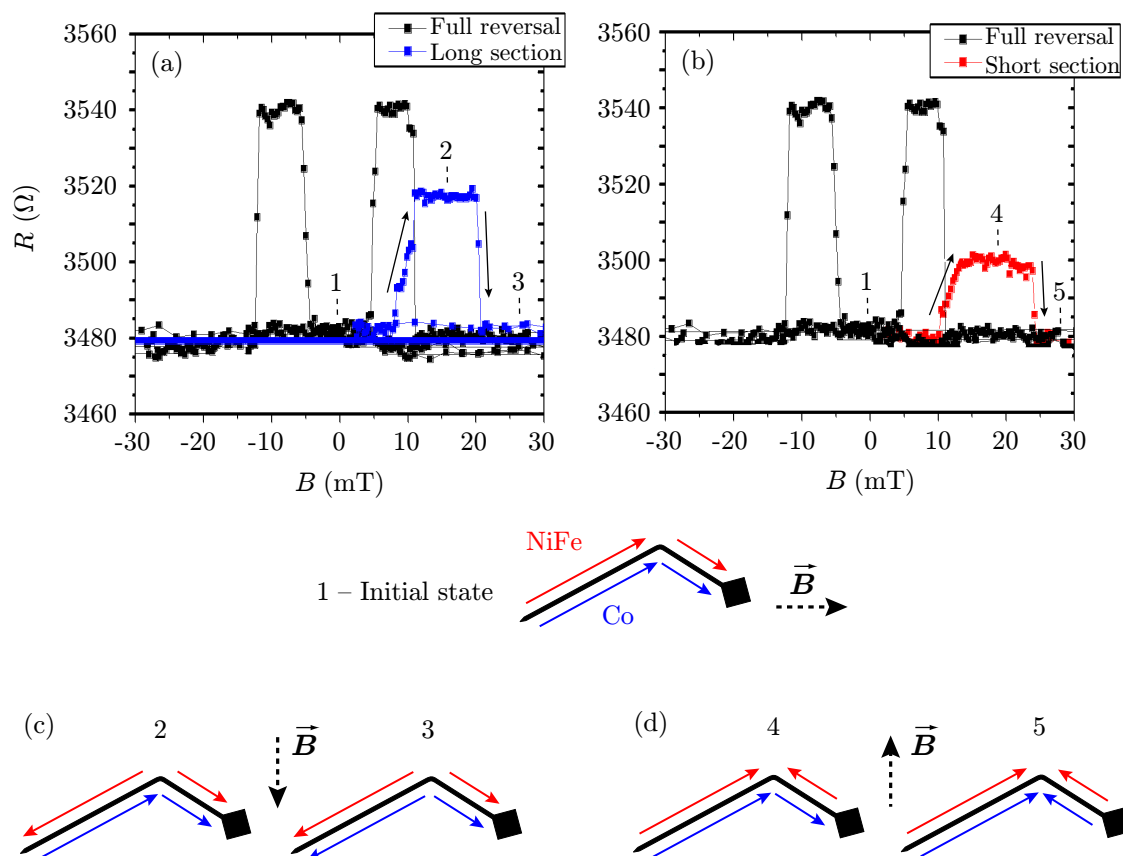 3560
3540
3520
3500
3480
3460
R (Ω)
(a)
Full reversal
Long section
1
2
3
-30 -20 -10 0 10 20 30
B (mT)
3560
3540
3520
3500
3480
3460
(b)
Full reversal
Short section
1
4
5
-30 -20 -10 0 10 20 30
B (mT)
1 – Initial state
NiFe
Co
B
(c)
2
B
3
(d)
4
B
5